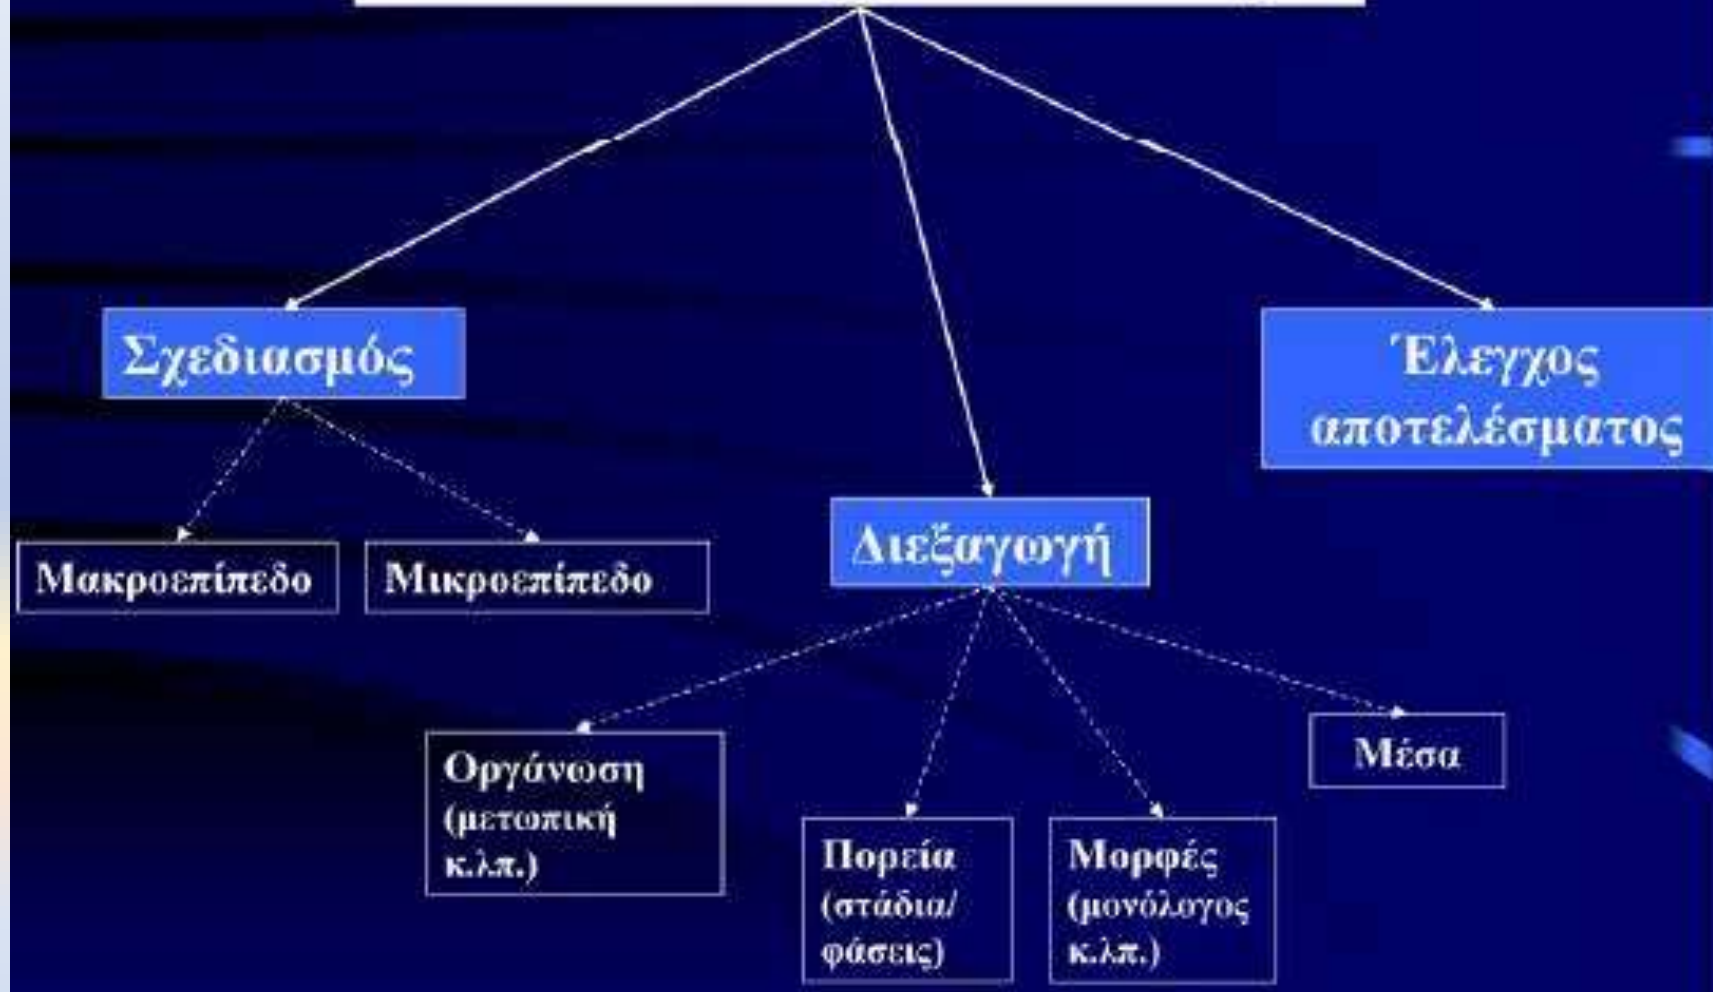 Σχεδιασμός
Έλεγχος
αποτελέσματος
Διεξαγωγή
Μακροεπίπεδο
Μικροεπίπεδο
Οργάνωση
(μετωπική
κ.λπ.)
Πορεία
(στάδια/
φάσεις)
Μορφές
(μονόλογος
κ.λπ.)
Μέσα